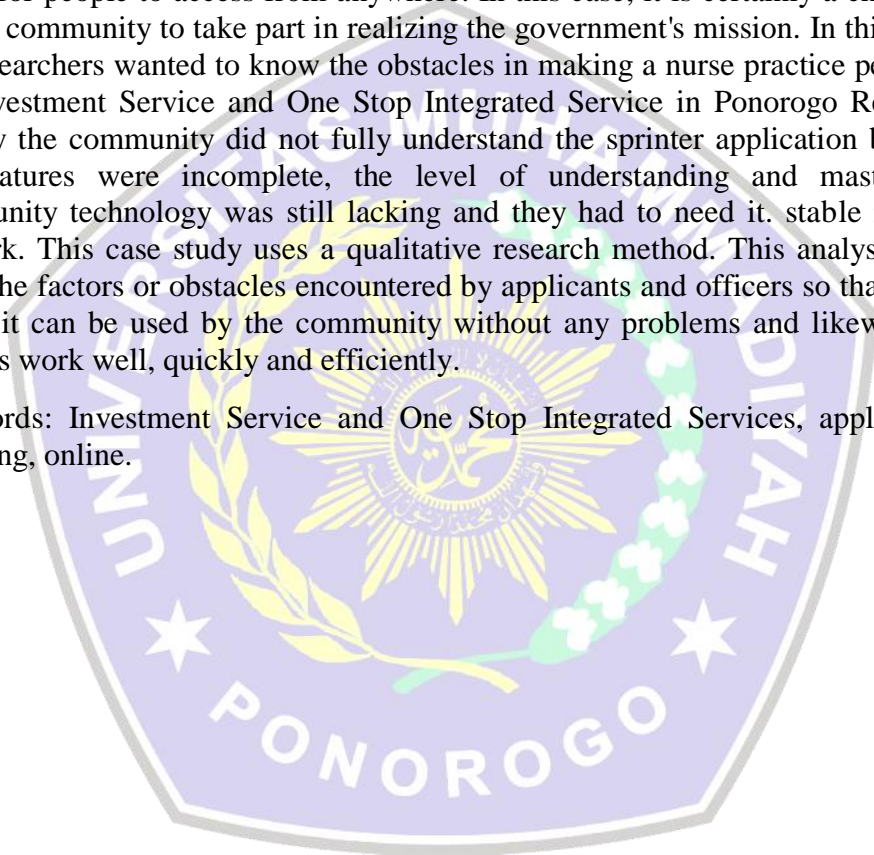 for people to access from anywhere. In this case, it is certainly a
community to take part in realizing the government's mission. In thi
earchers wanted to know the obstacles in making a nurse practice pe
vestment Service and One Stop Integrated Service in Ponorogo Re
y the community did not fully understand the sprinter application b
atures were incomplete, the level of understanding and mast
unity technology was still lacking and they had to need it. stable
rk. This case study uses a qualitative research method. This analys
he factors or obstacles encountered by applicants and officers so tha
it can be used by the community without any problems and likew
s work well, quickly and efficiently.
ords: Investment Service and One Stop Integrated Services, appl
ng, online.
UNIVERSITAS MUHAMMADIYAH
محمدية
PONOROGO